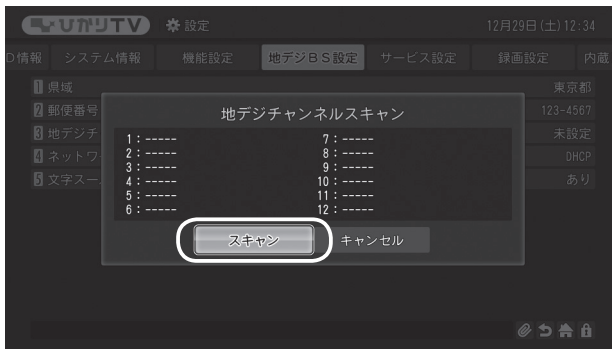 ひかりTV 設定 12月29日(土)12:34
D情報 システム情報 機能設定 地デジBS設定 サービス設定 録画設定 内蔵
1 県域 東京都
2 郵便番号 123-4567
3 地デジチ 未設定
4 ネットワ DHCP
5 文字スー あり
地デジチャンネルスキャン
1:----- 7:-----
2:----- 8:-----
3:----- 9:-----
4:----- 10:-----
5:----- 11:-----
6:----- 12:-----
スキャン キャンセル